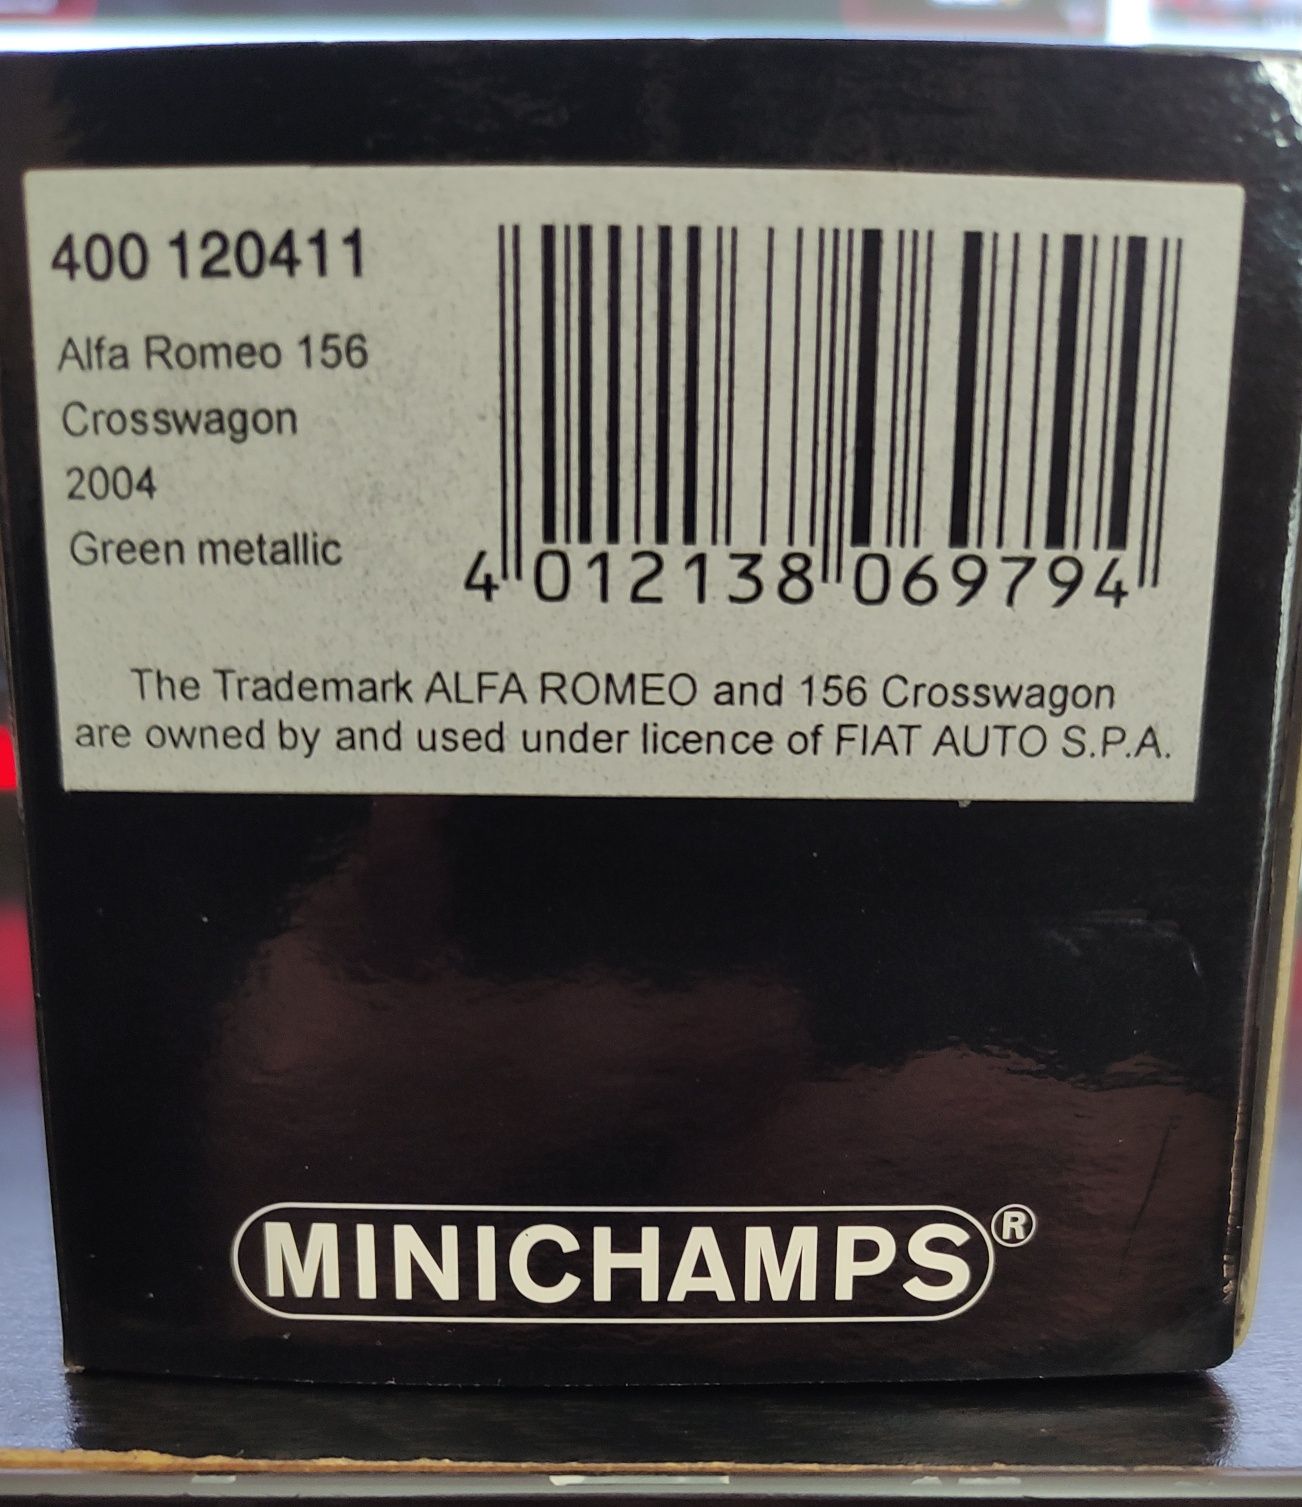 400 120411
Alfa Romeo 156
Crosswagon
2004
Green metallic
4 012138 069794
The Trademark ALFA ROMEO and 156 Crosswagon
are owned by and used under licence of FIAT AUTO S.P.A.
MINICHAMPS®